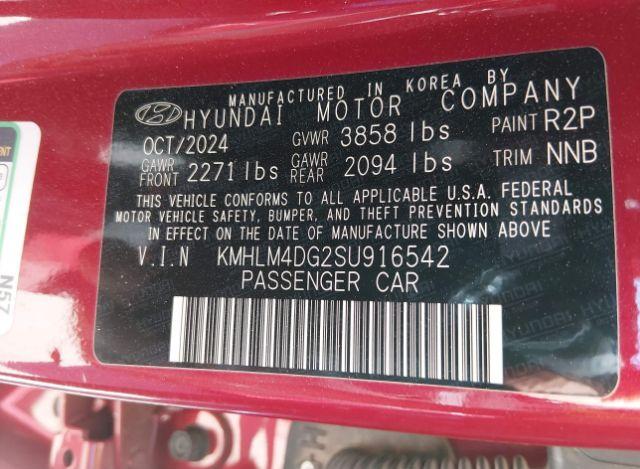 MANUFACTURED IN KOREA BY
HYUNDAI MOTOR COMPANY
OCT/2024 GVWR 3858 lbs PAINT R2P
GAWR FRONT 2271 lbs GAWR REAR 2094 lbs TRIM NNB
THIS VEHICLE CONFORMS TO ALL APPLICABLE U.S.A. FEDERAL
MOTOR VEHICLE SAFETY, BUMPER, AND THEFT PREVENTION STANDARDS
IN EFFECT ON THE DATE OF MANUFACTURE SHOWN ABOVE
V.I.N KMHLM4DG2SU916542
PASSENGER CAR
N57